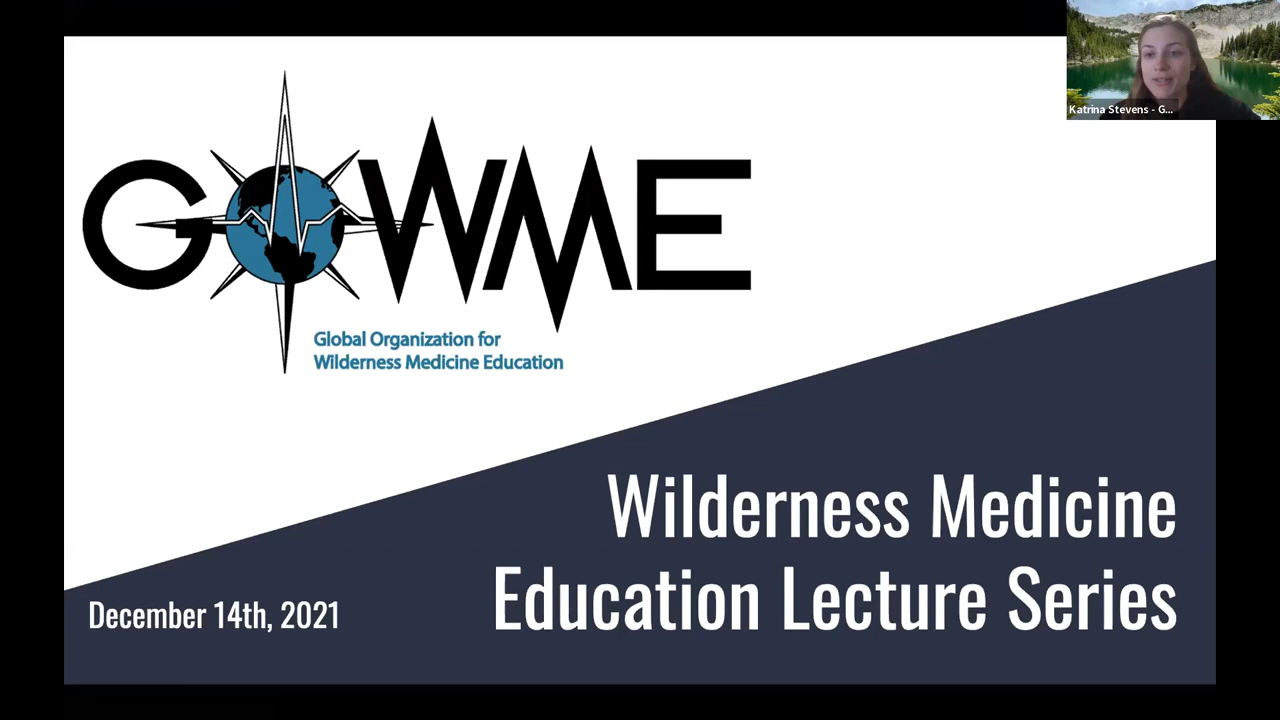 Katrina Stevens - G...
GOWME
Global Organization for
Wilderness Medicine Education
Wilderness Medicine
Education Lecture Series
December 14th, 2021